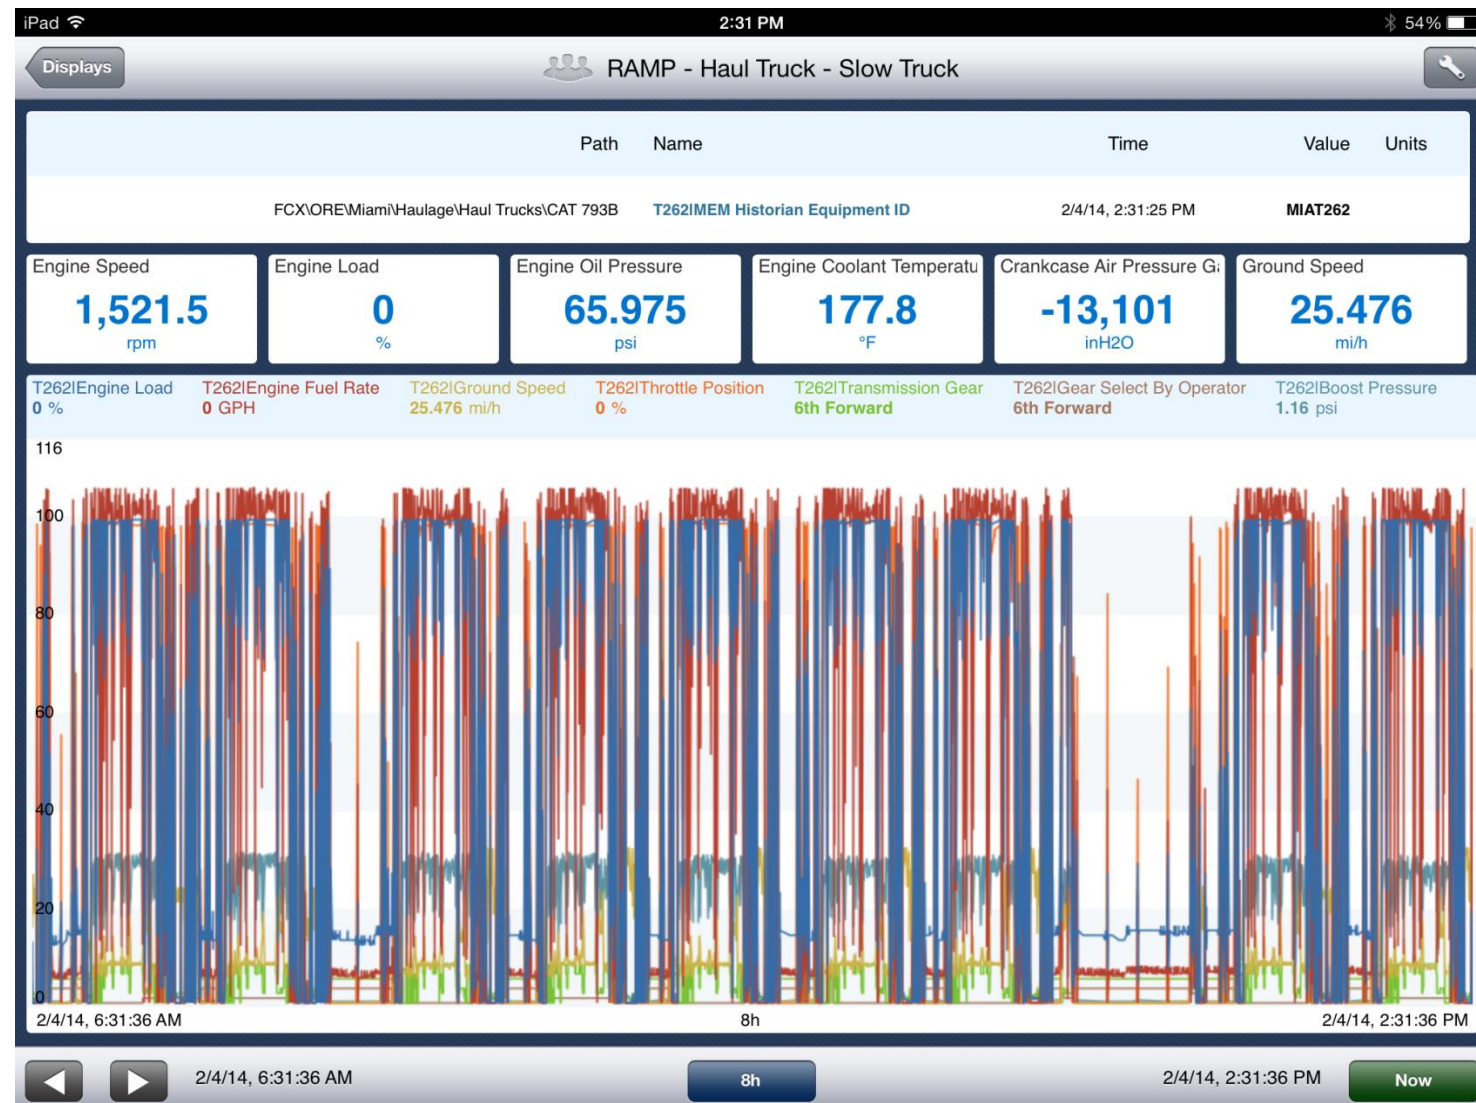 iPad 2:31 PM 54%
Displays RAMP - Haul Truck - Slow Truck
Path Name Time Value Units
FCX\ORE\Miami\Haulage\Haul Trucks\CAT 793B T262|MEM Historian Equipment ID 2/4/14, 2:31:25 PM MIAT262
Engine Speed Engine Load Engine Oil Pressure Engine Coolant Temperatu Crankcase Air Pressure Ga Ground Speed
1,521.5 0 65.975 177.8 -13,101 25.476
rpm % psi °F inH2O mi/h
T262|Engine Load T262|Engine Fuel Rate T262|Ground Speed T262|Throttle Position T262|Transmission Gear T262|Gear Select By Operator T262|Boost Pressure
0 % 0 GPH 25.476 mi/h 0 % 6th Forward 6th Forward 1.16 psi
116
100
80
60
40
20
0
2/4/14, 6:31:36 AM 8h 2/4/14, 2:31:36 PM
2/4/14, 6:31:36 AM 8h 2/4/14, 2:31:36 PM Now